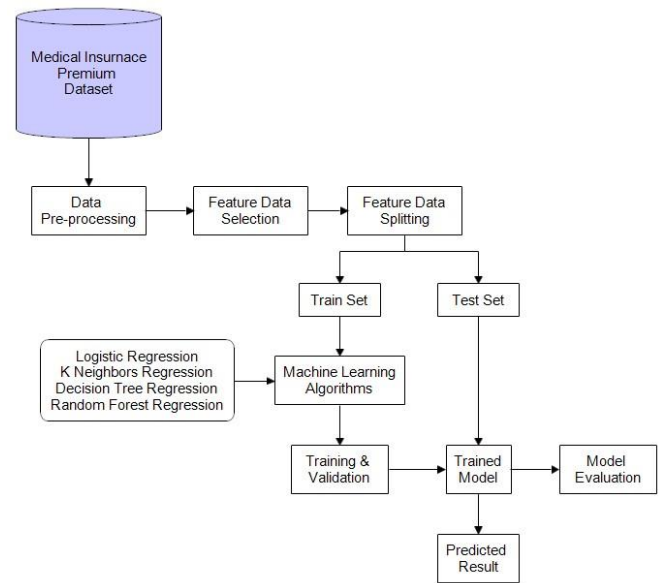 Medical Insurnace
Premium
Dataset
Data
Pre-processing
Feature Data
Selection
Feature Data
Splitting
Train Set
Test Set
Logistic Regression
K Neighbors Regression
Decision Tree Regression
Random Forest Regression
Machine Learning
Algorithms
Training &
Validation
Trained
Model
Model
Evaluation
Predicted
Result